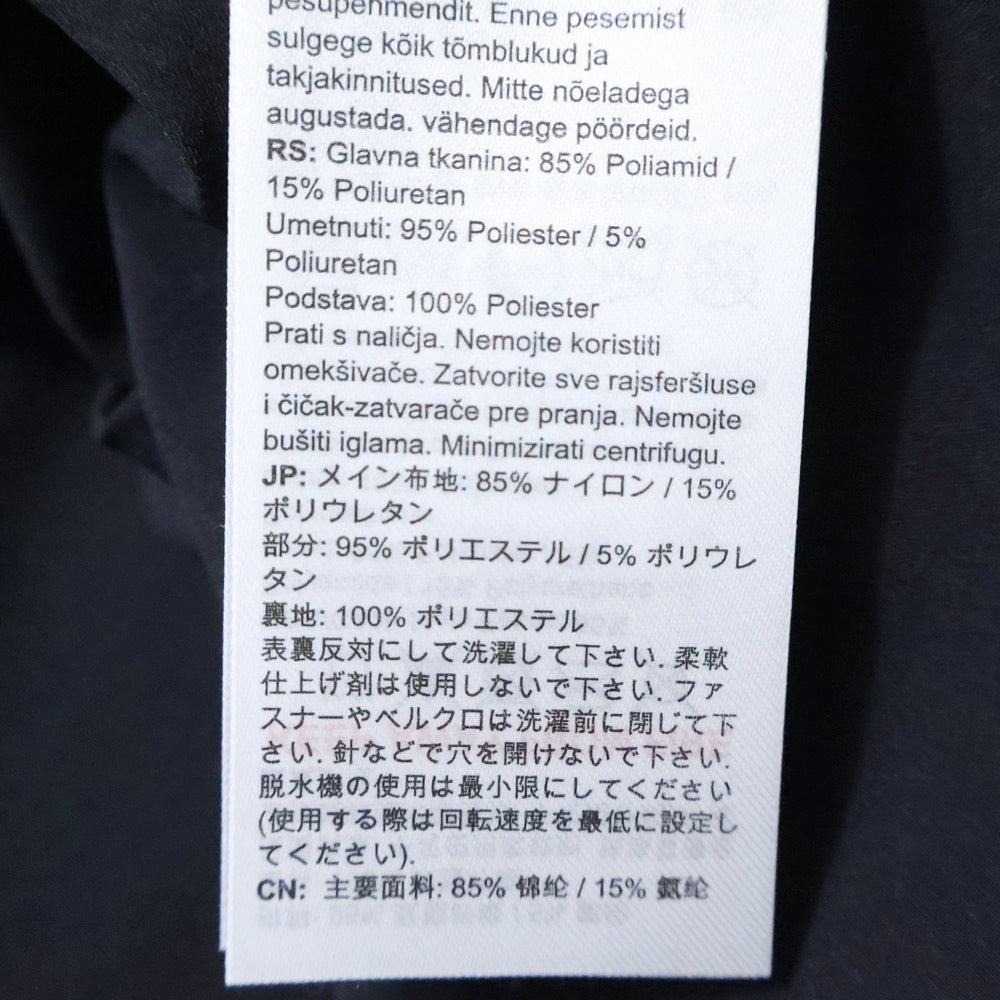 pesupehmendit. Enne pesemist
sulgege kõik tõmblukud ja
takjakinnitused. Mitte nõeladega
augustada. vähendage pöördeid.
RS: Glavna tkanina: 85% Poliamid /
15% Poliuretan
Umetnuti: 95% Poliester / 5%
Poliuretan
Podstava: 100% Poliester
Prati s naličja. Nemojte koristiti
omekšivače. Zatvorite sve rajsferšluse
i čičak-zatvarače pre pranja. Nemojte
bušiti iglama. Minimizirati centrifugu.
JP: メイン布地: 85% ナイロン / 15%
ポリウレタン
部分: 95% ポリエステル / 5% ポリウレ
タン
裏地: 100% ポリエステル
表裏反対にして洗濯して下さい. 柔軟
仕上げ剤は使用しないで下さい. ファ
スナーやベルクロは洗濯前に閉じて下
さい. 針などで穴を開けないで下さい.
脱水機の使用は最小限にしてください
(使用する際は回転速度を最低に設定し
てください).
CN: 主要面料: 85% 锦纶 / 15% 氨纶